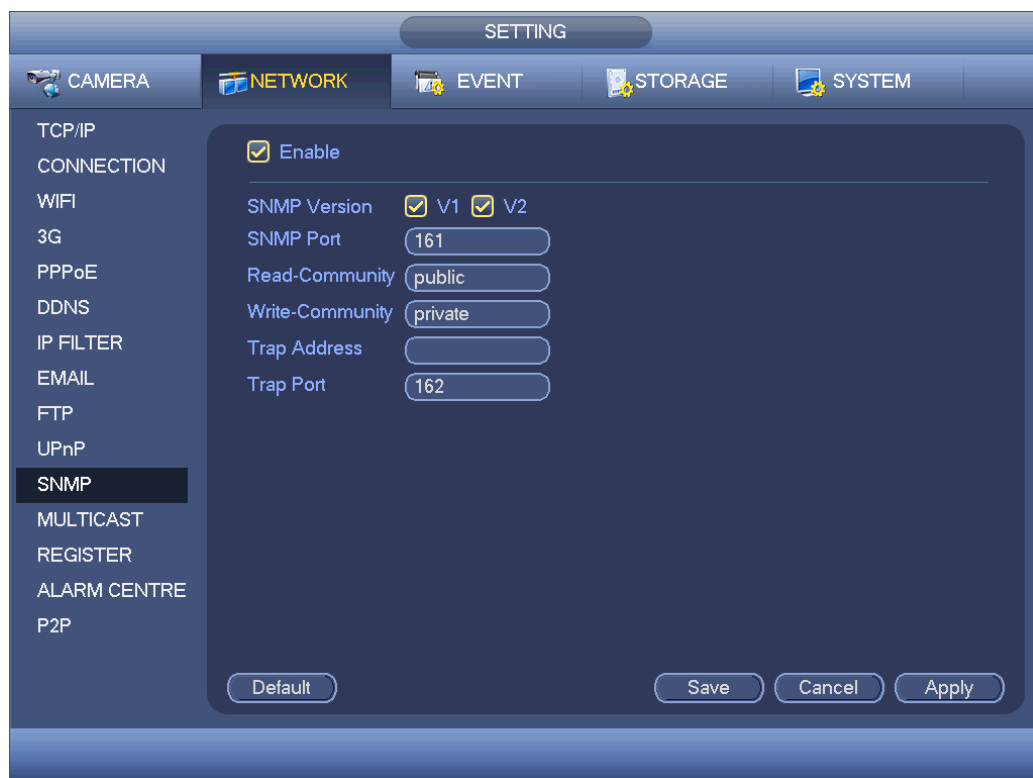 SETTING
CAMERA NETWORK EVENT STORAGE SYSTEM
TCP/IP
CONNECTION
WIFI
3G
PPPoE
DDNS
IP FILTER
EMAIL
FTP
UPnP
SNMP
MULTICAST
REGISTER
ALARM CENTRE
P2P
Enable
SNMP Version V1 V2
SNMP Port 161
Read-Community public
Write-Community private
Trap Address
Trap Port 162
Default Save Cancel Apply